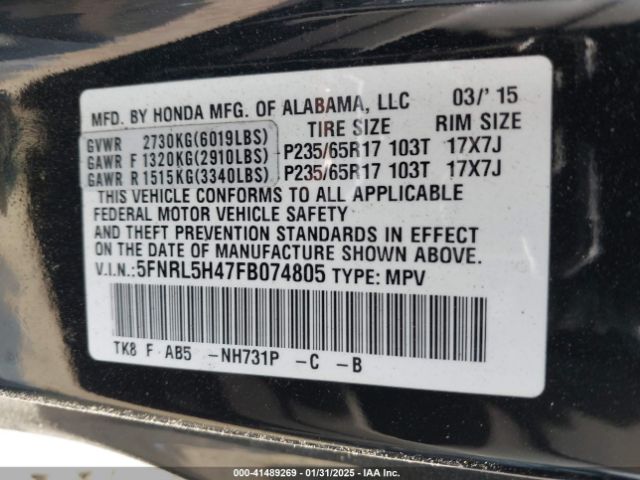 MFD. BY HONDA MFG. OF ALABAMA, LLC 03/' 15
TIRE SIZE RIM SIZE
GVWR 2730KG(6019LBS)
GAWR F 1320KG(2910LBS) P235/65R17 103T 17X7J
GAWR R 1515KG(3340LBS) P235/65R17 103T 17X7J
THIS VEHICLE CONFORMS TO ALL APPLICABLE
FEDERAL MOTOR VEHICLE SAFETY
AND THEFT PREVENTION STANDARDS IN EFFECT
ON THE DATE OF MANUFACTURE SHOWN ABOVE.
V.I.N.:5FNRL5H47FB074805 TYPE: MPV
TK8 F AB5 -NH731P -C -B
000-41489269 - 01/31/2025 - IAA Inc.